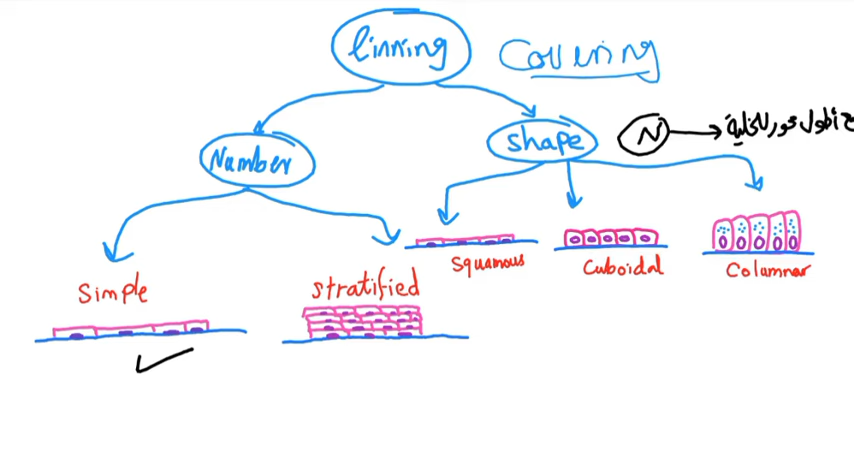 linning
Covering
Number
shape
N
ع أطول محور للخلية
Simple
stratified
Squamous
Cuboidal
Columnar